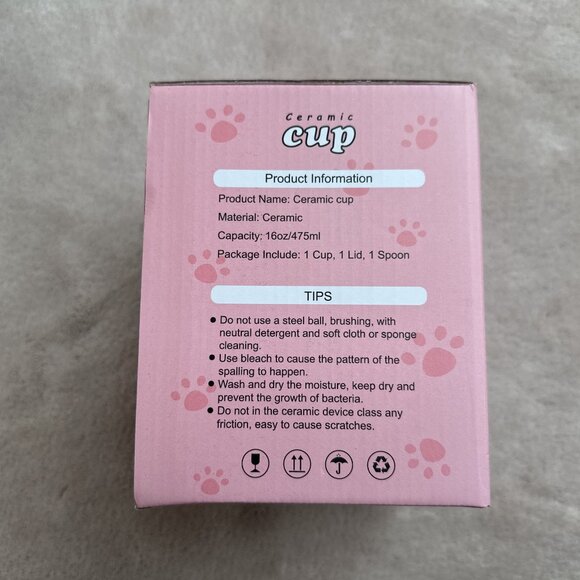 Ceramic
cup
Product Information
Product Name: Ceramic cup
Material: Ceramic
Capacity: 16oz/475ml
Package Include: 1 Cup, 1 Lid, 1 Spoon
TIPS
● Do not use a steel ball, brushing, with
neutral detergent and soft cloth or sponge
cleaning.
● Use bleach to cause the pattern of the
spalling to happen.
● Wash and dry the moisture, keep dry and
prevent the growth of bacteria.
● Do not in the ceramic device class any
friction, easy to cause scratches.